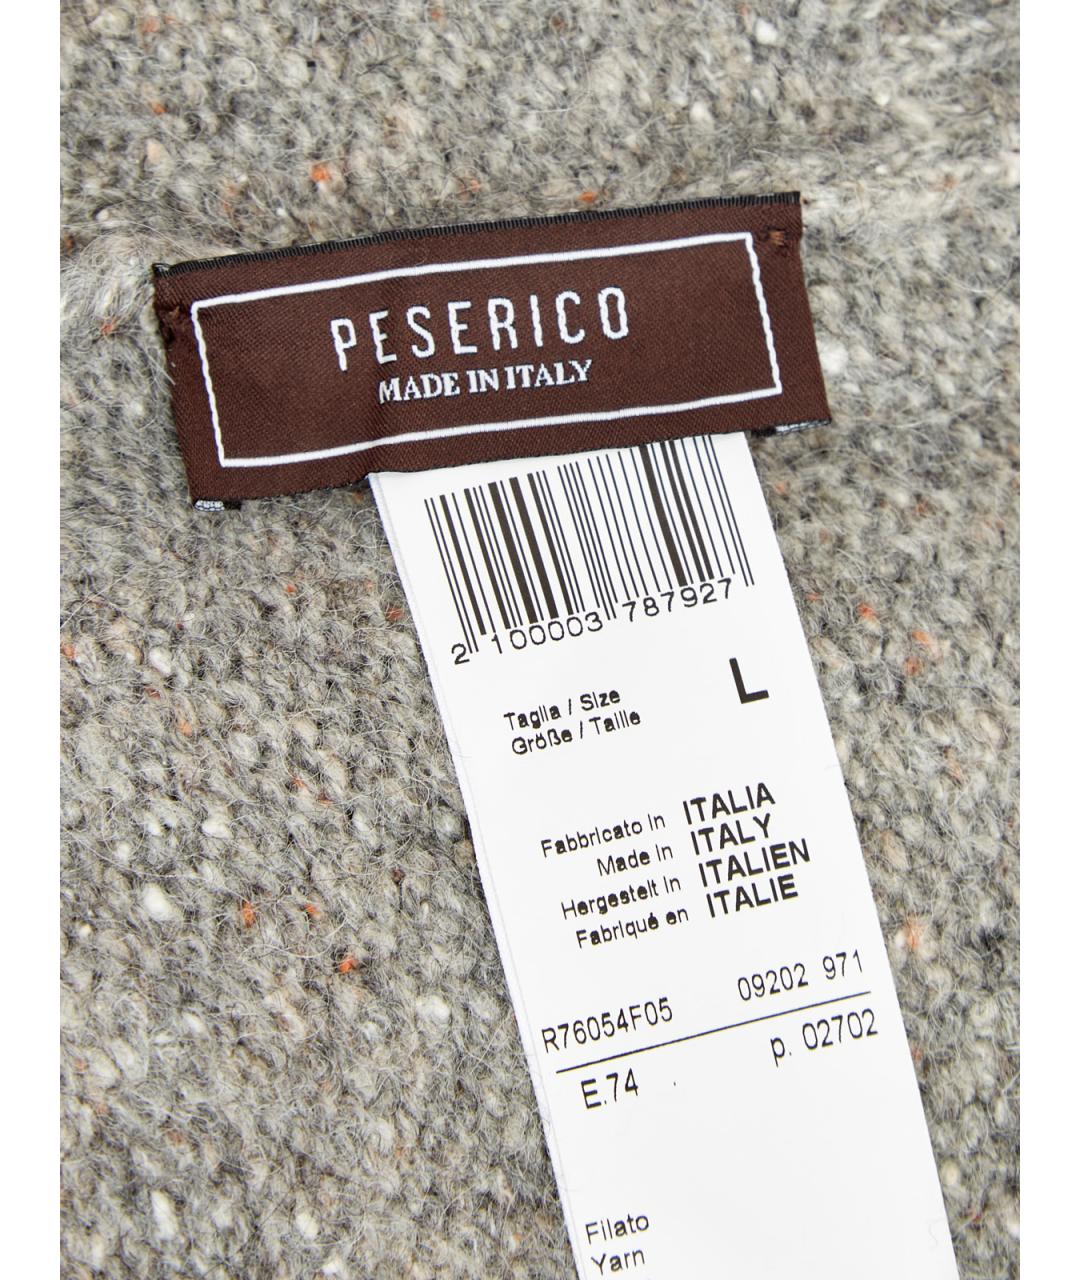 PESERICO
MADE IN ITALY
2 100003 787927
L
Taglia / Size
Größe / Taille
Fabbricato in ITALIA
Made in ITALY
Hergestelt in ITALIEN
Fabriqué en ITALIE
R76054F05 09202 971
E.74 p. 02702
Filato
Yarn